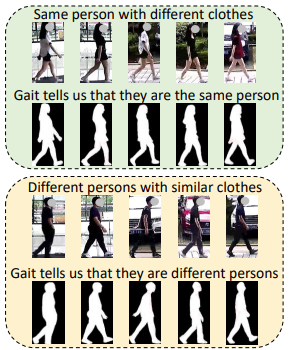 Same person with different clothes
Gait tells us that they are the same person
Different persons with similar clothes
Gait tells us that they are different persons